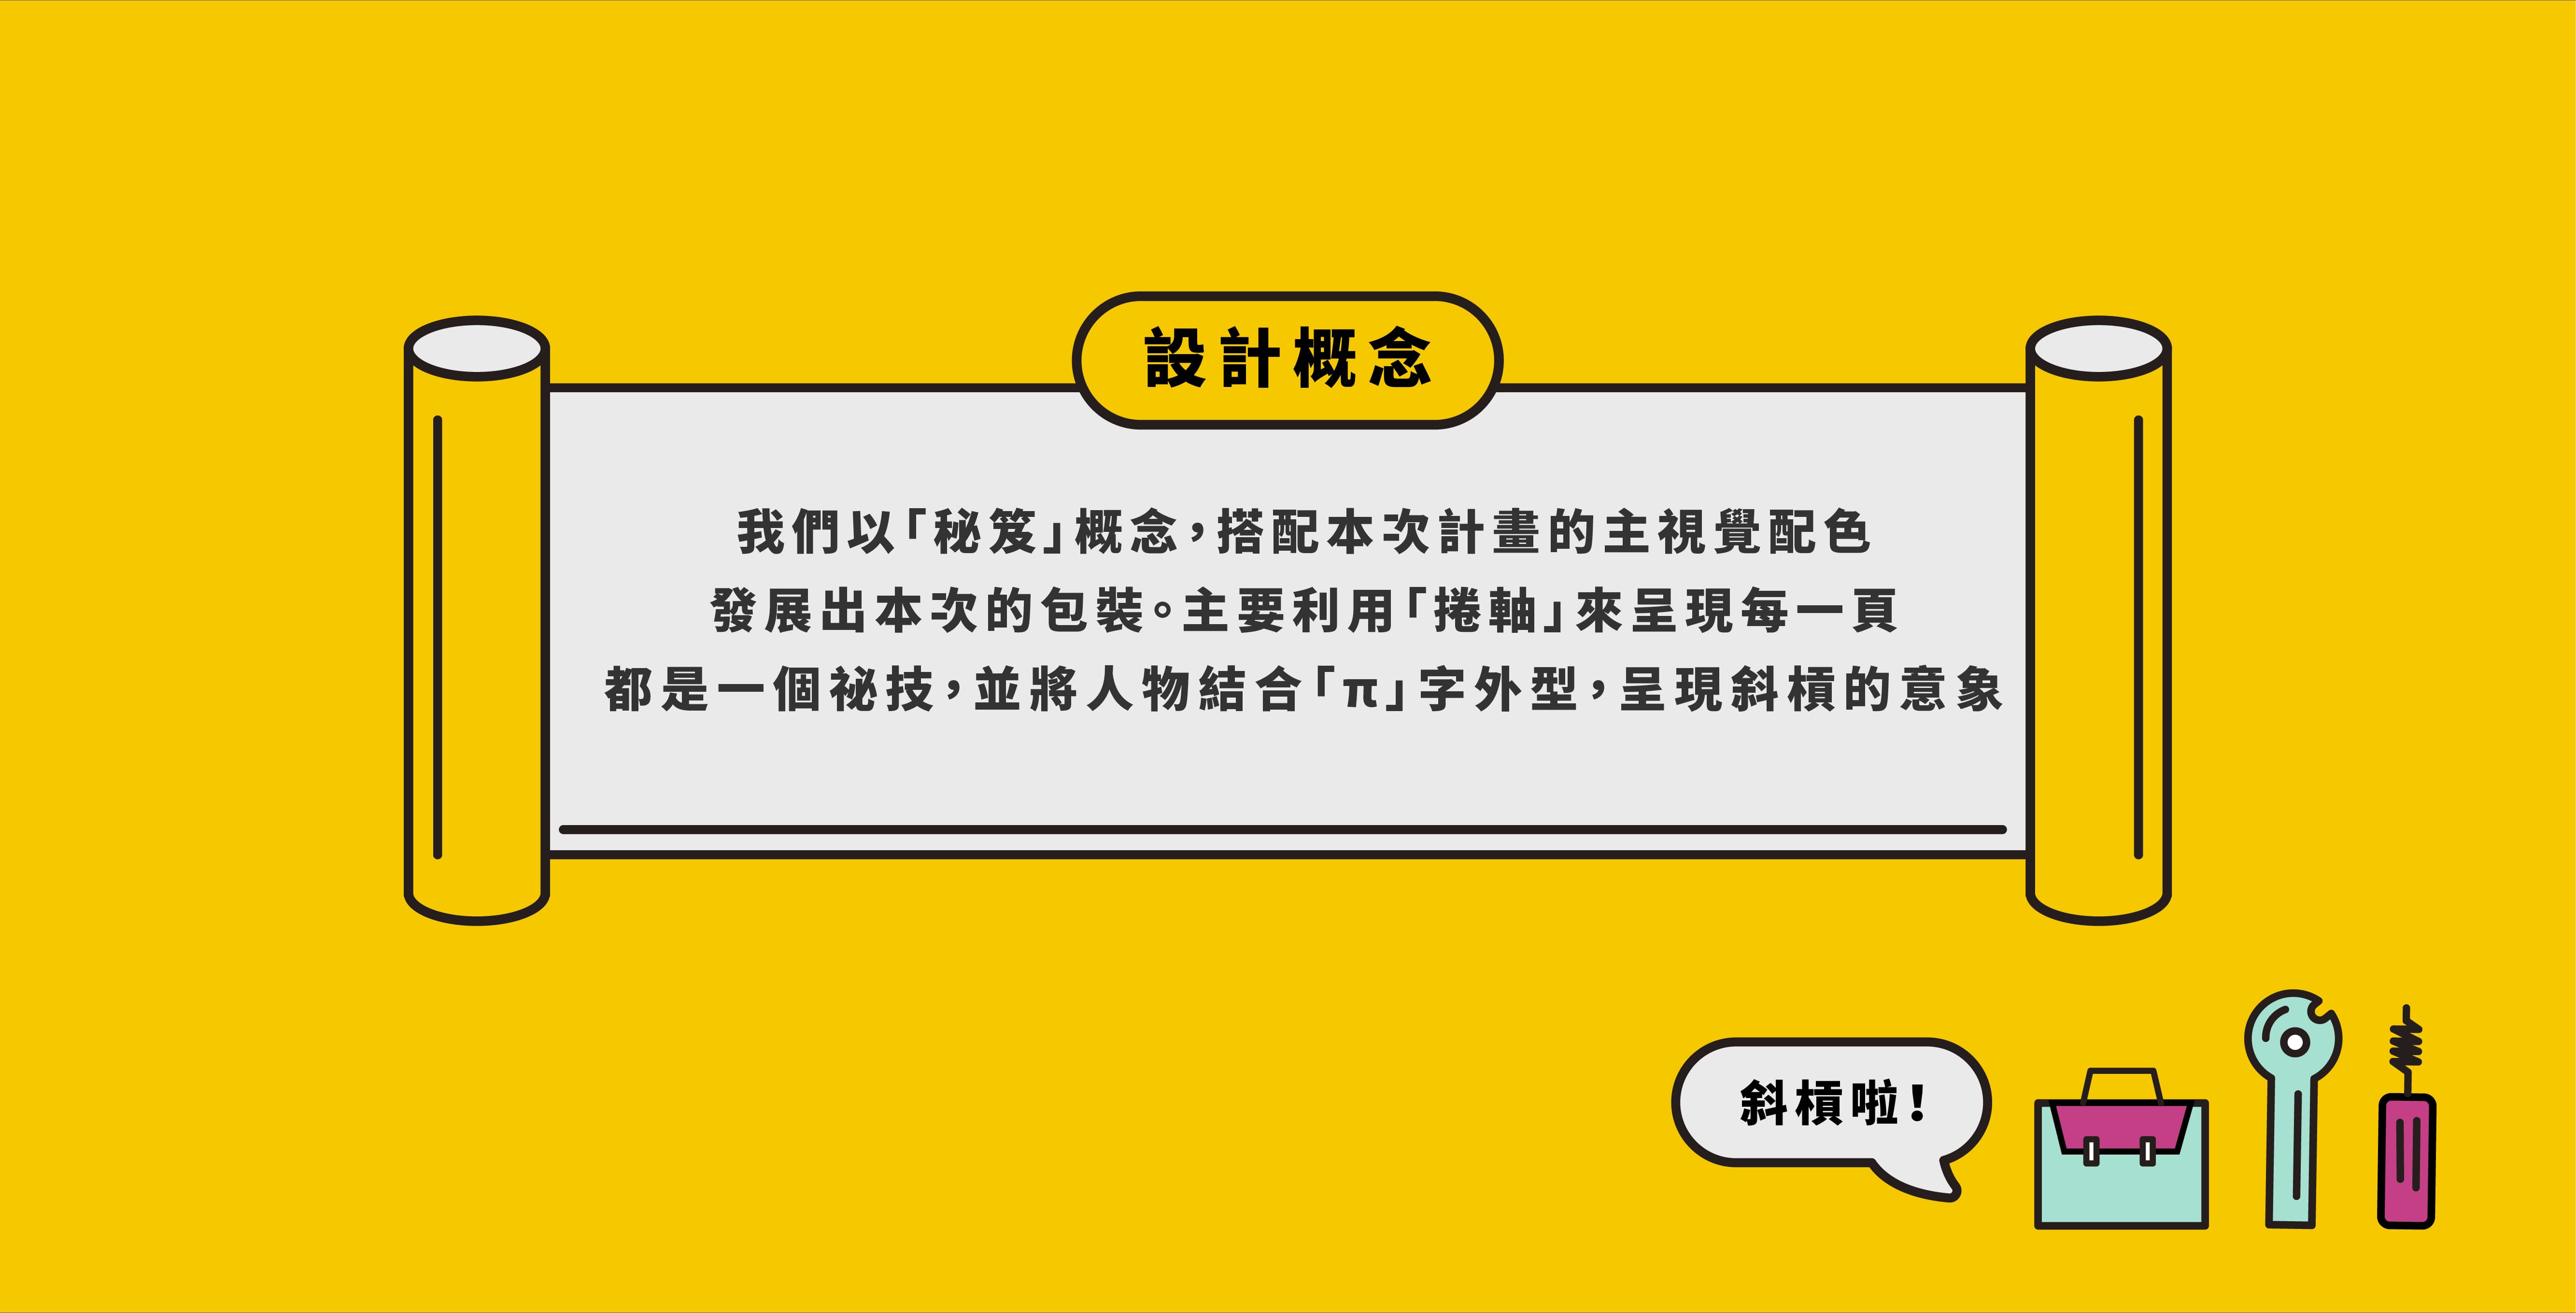 設計概念
我們以「秘笈」概念，搭配本次計畫的主視覺配色
發展出本次的包裝。主要利用「捲軸」來呈現每一頁
都是一個祕技，並將人物結合「π」字外型，呈現斜槓的意象
斜槓啦！